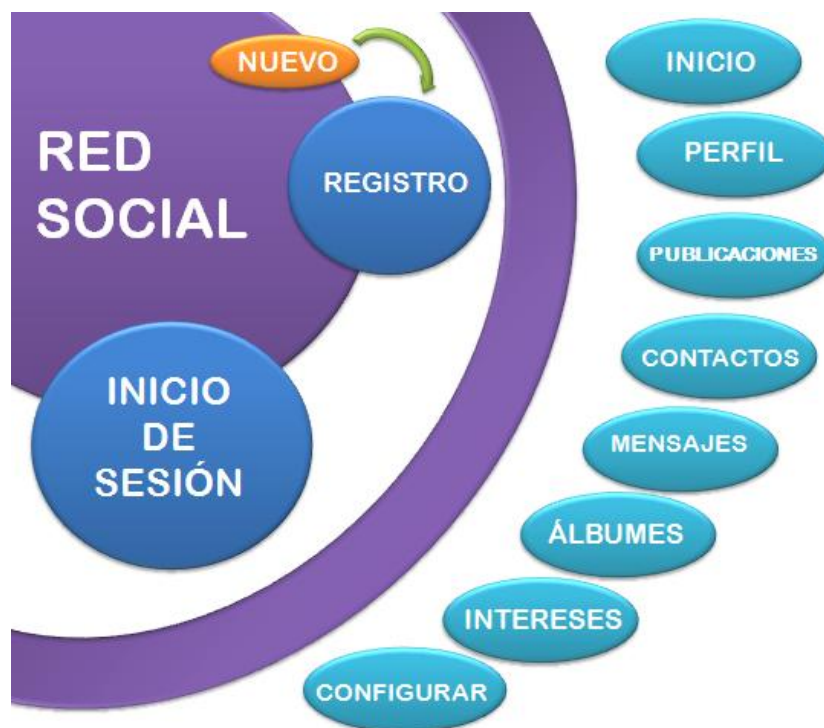 NUEVO
RED
SOCIAL
REGISTRO
INICIO
DE
SESIÓN
INICIO
PERFIL
PUBLICACIONES
CONTACTOS
MENSAJES
ÁLBUMES
INTERESES
CONFIGURAR